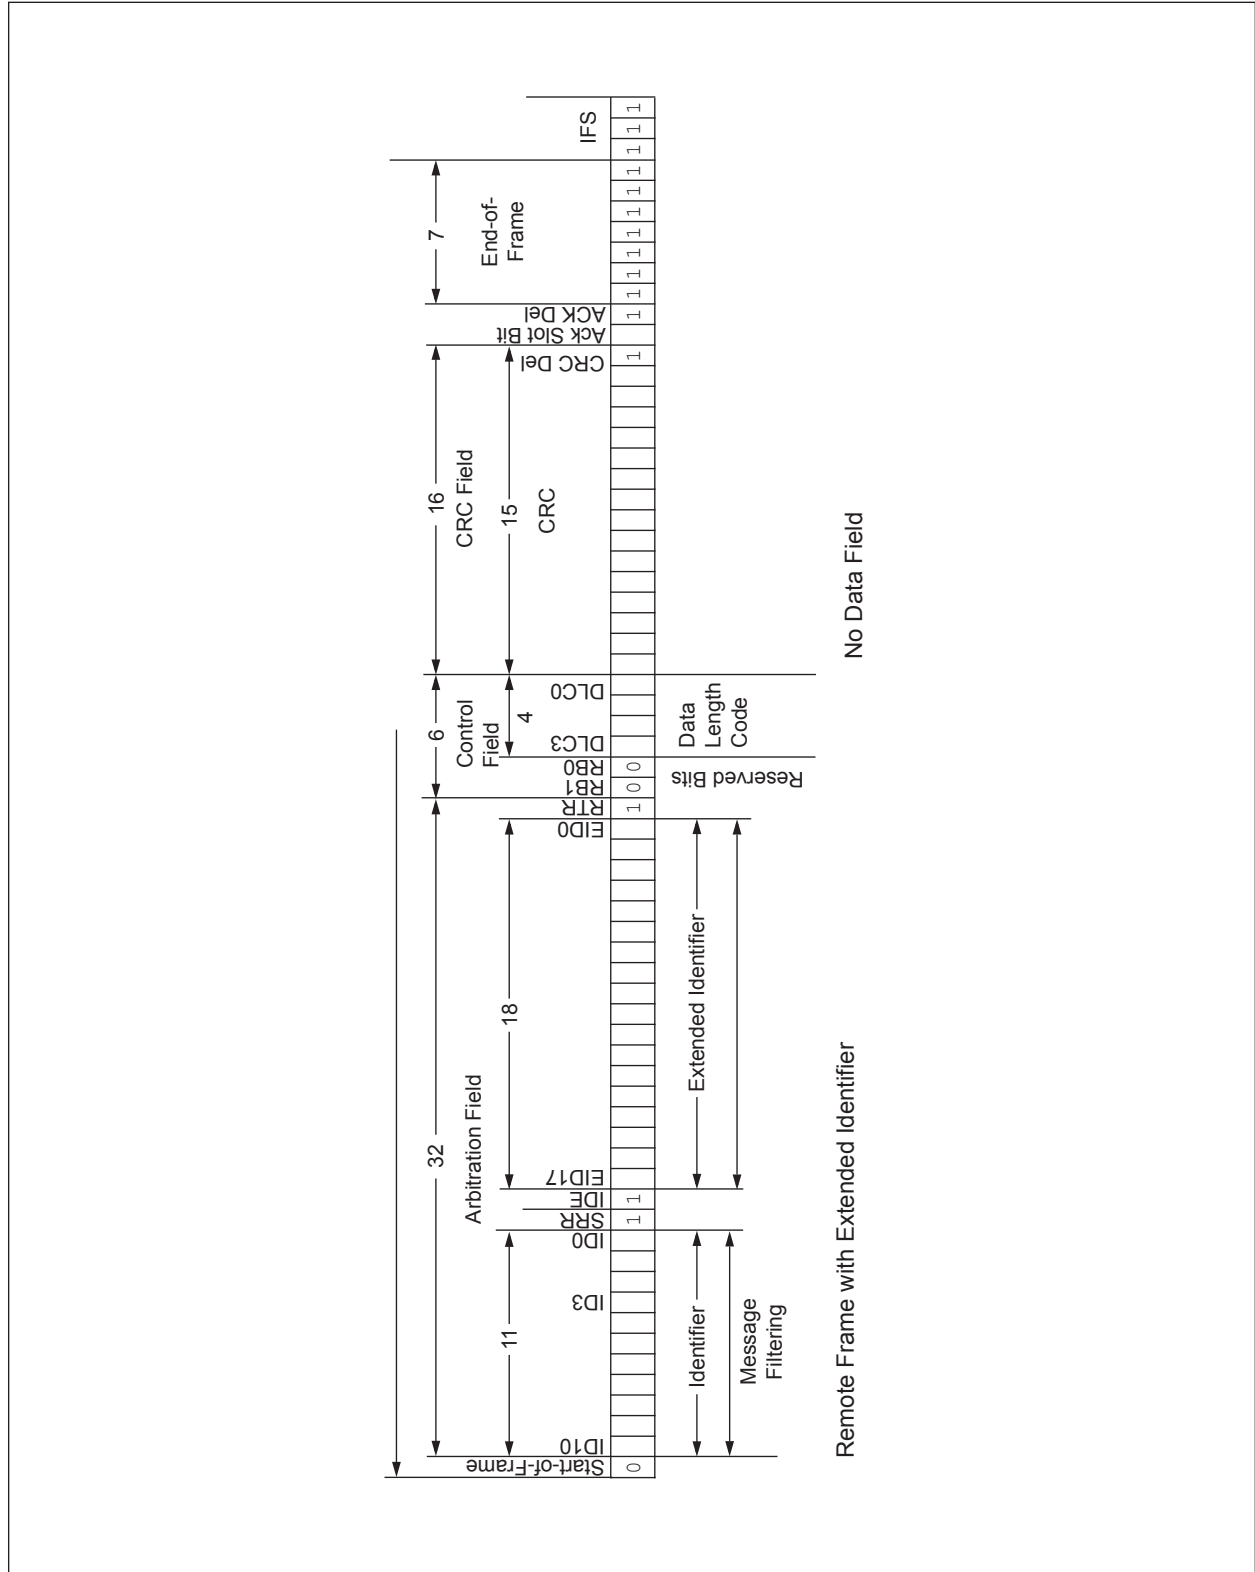 32
6
16
7
Arbitration Field
Control
Field
CRC Field
End-of-
Frame
IFS
11
18
4
15
CRC
Start-of-Frame
ID10
ID3
ID0
SRR
IDE
EID17
EID0
RTR
RB1
RB0
DLC3
DLC0
CRC Del
Ack Slot Bit
ACK Del
0 1 1 1 0 0 1 1 1 1 1 1 1 1 1 1 1 1
Identifier
Extended Identifier
Reserved Bits
Data
Length
Code
Message
Filtering
Remote Frame with Extended Identifier
No Data Field